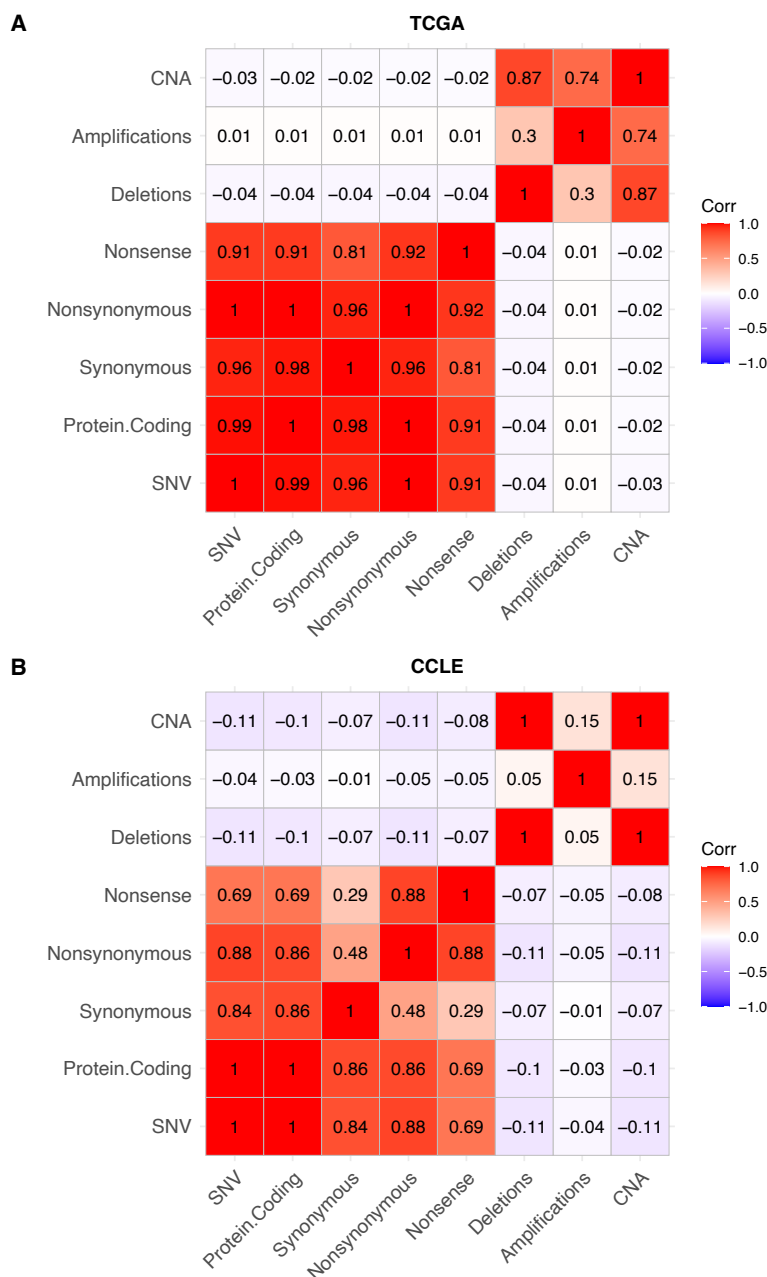 A
TCGA
CNA −0.03 −0.02 −0.02 −0.02 −0.02 0.87 0.74 1
Amplifications 0.01 0.01 0.01 0.01 0.01 0.3 1 0.74
Deletions −0.04 −0.04 −0.04 −0.04 −0.04 1 0.3 0.87
Nonsense 0.91 0.91 0.81 0.92 1 −0.04 0.01 −0.02
Nonsynonymous 1 1 0.96 1 0.92 −0.04 0.01 −0.02
Synonymous 0.96 0.98 1 0.96 0.81 −0.04 0.01 −0.02
Protein.Coding 0.99 1 0.98 1 0.91 −0.04 0.01 −0.02
SNV 1 0.99 0.96 1 0.91 −0.04 0.01 −0.03
SNV Protein.Coding Synonymous Nonsynonymous Nonsense Deletions Amplifications CNA
Corr
1.0
0.5
0.0
−0.5
−1.0
B
CCLE
CNA −0.11 −0.1 −0.07 −0.11 −0.08 1 0.15 1
Amplifications −0.04 −0.03 −0.01 −0.05 −0.05 0.05 1 0.15
Deletions −0.11 −0.1 −0.07 −0.11 −0.07 1 0.05 1
Nonsense 0.69 0.69 0.29 0.88 1 −0.07 −0.05 −0.08
Nonsynonymous 0.88 0.86 0.48 1 0.88 −0.11 −0.05 −0.11
Synonymous 0.84 0.86 1 0.48 0.29 −0.07 −0.01 −0.07
Protein.Coding 1 1 0.86 0.86 0.69 −0.1 −0.03 −0.1
SNV 1 1 0.84 0.88 0.69 −0.11 −0.04 −0.11
SNV Protein.Coding Synonymous Nonsynonymous Nonsense Deletions Amplifications CNA
Corr
1.0
0.5
0.0
−0.5
−1.0